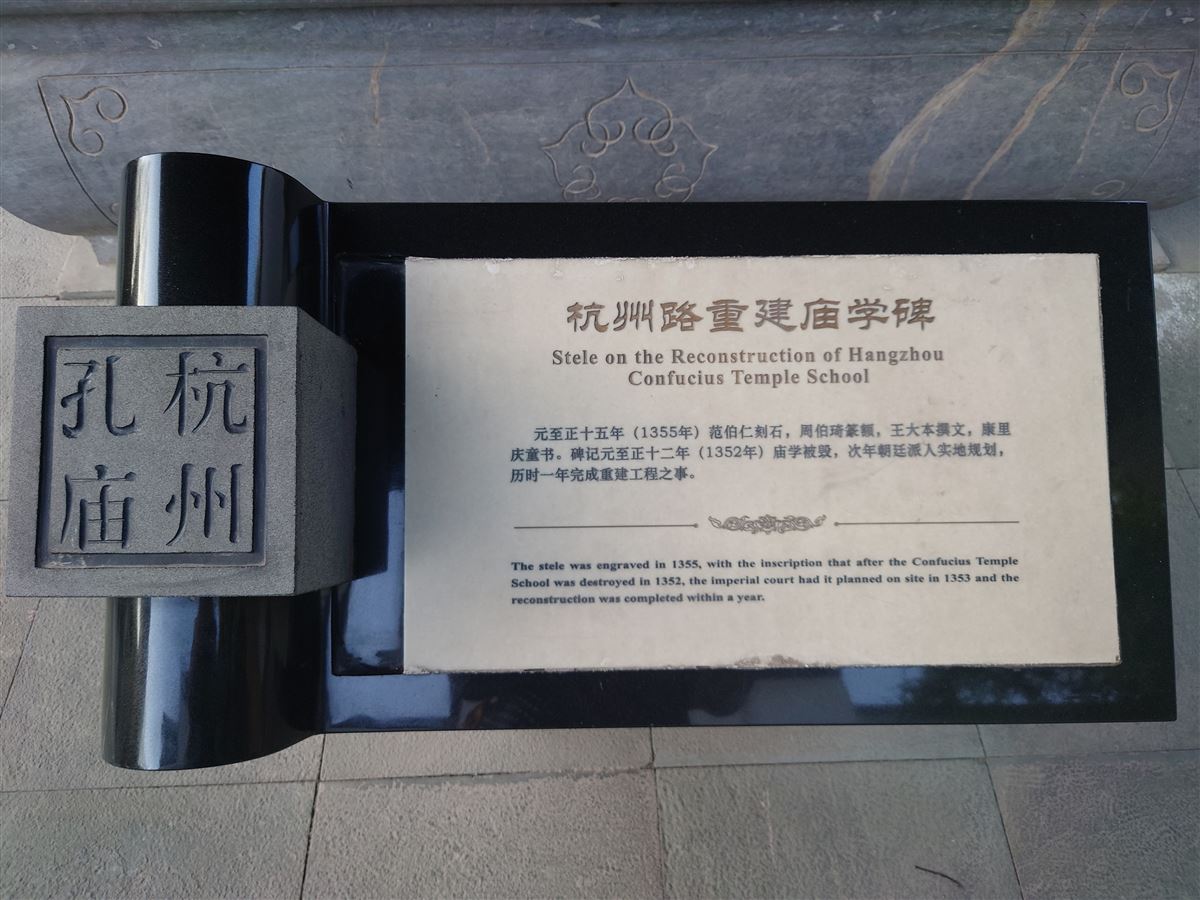 杭州
孔庙
杭州路重建庙学碑
Stele on the Reconstruction of Hangzhou
Confucius Temple School
元至正十五年（1355年）范伯仁刻石，周伯琦篆额，王大本撰文，康里
庆童书。碑记元至正十二年（1352年）庙学被毁，次年朝廷派人实地规划，
历时一年完成重建工程之事。
The stele was engraved in 1355, with the inscription that after the Confucius Temple
School was destroyed in 1352, the imperial court had it planned on site in 1353 and the
reconstruction was completed within a year.